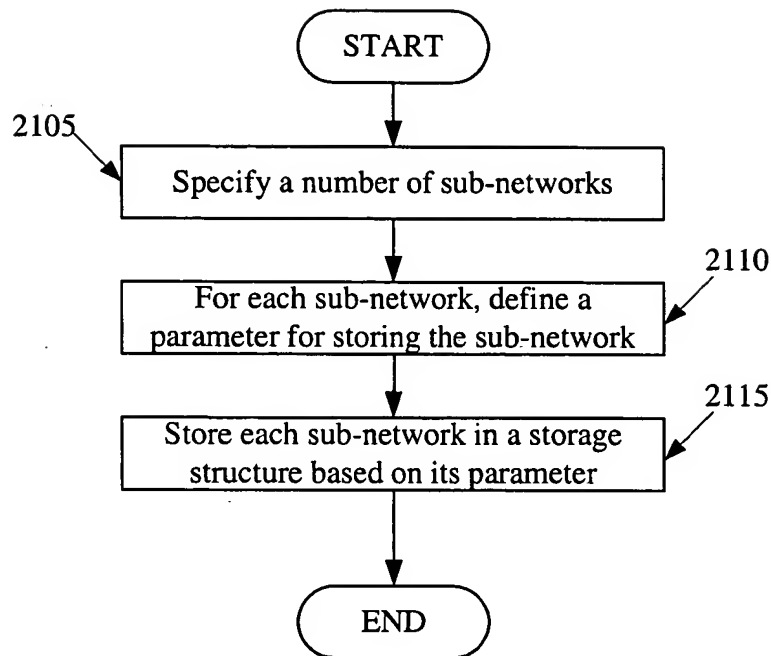 START
2105
Specify a number of sub-networks
2110
For each sub-network, define a
parameter for storing the sub-network
2115
Store each sub-network in a storage
structure based on its parameter
END